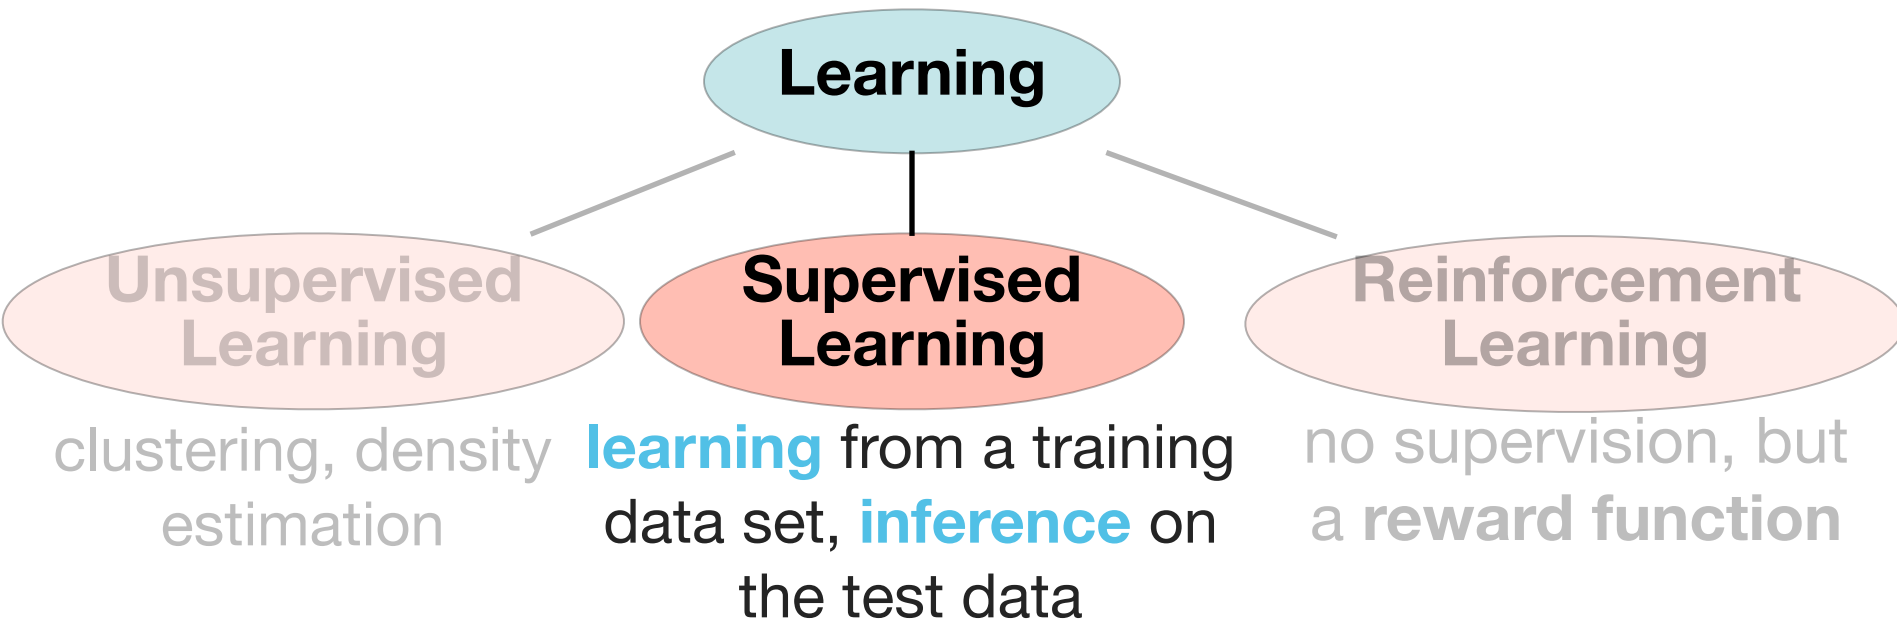 Learning
Unsupervised
Learning
clustering, density
estimation
Supervised
Learning
learning from a training
data set, inference on
the test data
Reinforcement
Learning
no supervision, but
a reward function